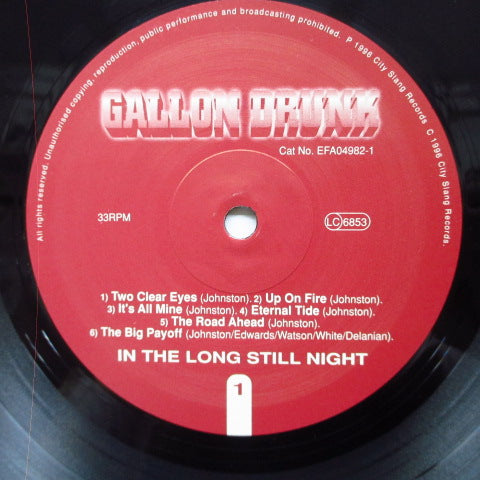 All rights reserved. Unauthorised copying, reproduction, public performance and broadcasting prohibited. P 1996 City Slang Records. C 1996 City Slang Records.
GALLON DRUNK
Cat No. EFA04982-1
33RPM
LC 6853
1) Two Clear Eyes (Johnston). 2) Up On Fire (Johnston).
3) It's All Mine (Johnston). 4) Eternal Tide (Johnston).
5) The Road Ahead (Johnston).
6) The Big Payoff (Johnston/Edwards/Watson/White/Delanian).
IN THE LONG STILL NIGHT
1